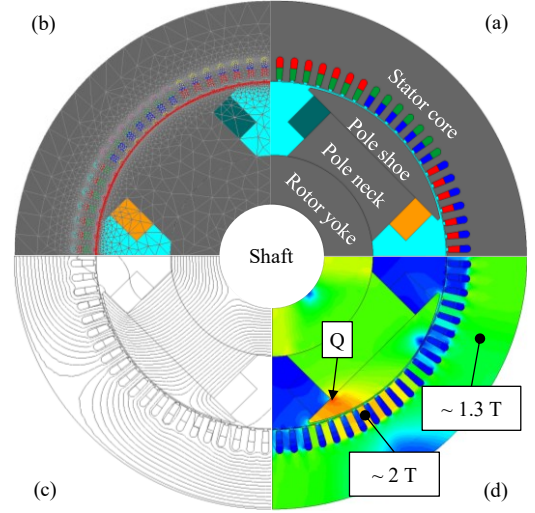 (b)
(a)
Stator core
Pole shoe
Pole neck
Rotor yoke
Shaft
Q
~ 1.3 T
~ 2 T
(c)
(d)